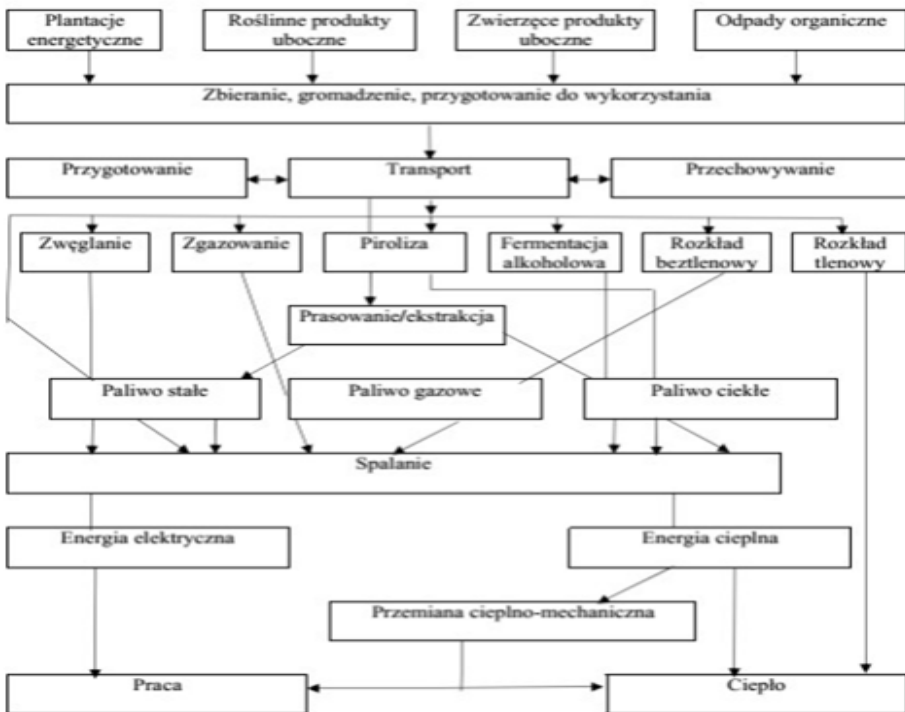 Plantacje
energetyczne
Roślinne produkty
uboczne
Zwierzęce produkty
uboczne
Odpady organiczne
Zbieranie, gromadzenie, przygotowanie do wykorzystania
Przygotowanie
Transport
Przechowywanie
Zwęglanie
Zgazowanie
Piroliza
Fermentacja
alkoholowa
Rozkład
beztlenowy
Rozkład
tlenowy
Prasowanie/ekstrakcja
Paliwo stałe
Paliwo gazowe
Paliwo ciekłe
Spalanie
Energia elektryczna
Energia cieplna
Przemiana cieplno-mechaniczna
Praca
Ciepło